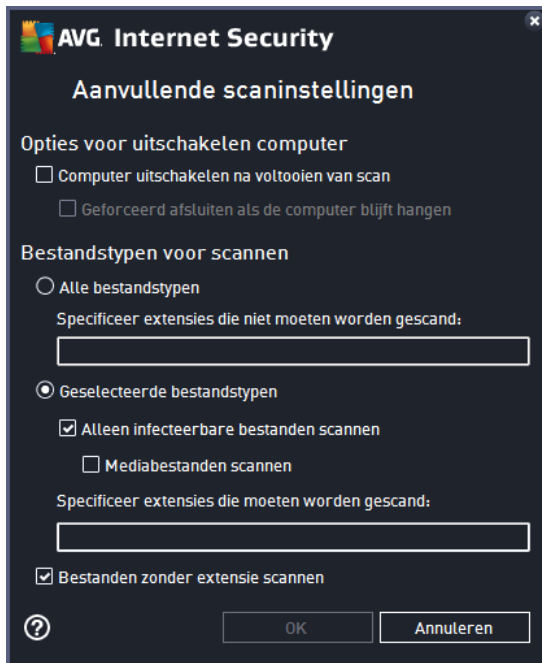 AVG Internet Security
Aanvullende scaninstellingen
Opties voor uitschakelen computer
Computer uitschakelen na voltooien van scan
Geforceerd afsluiten als de computer blijft hangen
Bestandstypen voor scannen
Alle bestandstypen
Specificeer extensies die niet moeten worden gescand:
Geselecteerde bestandstypen
Alleen infecteerbare bestanden scannen
Mediabestanden scannen
Specificeer extensies die moeten worden gescand:
Bestanden zonder extensie scannen
? OK Annuleren